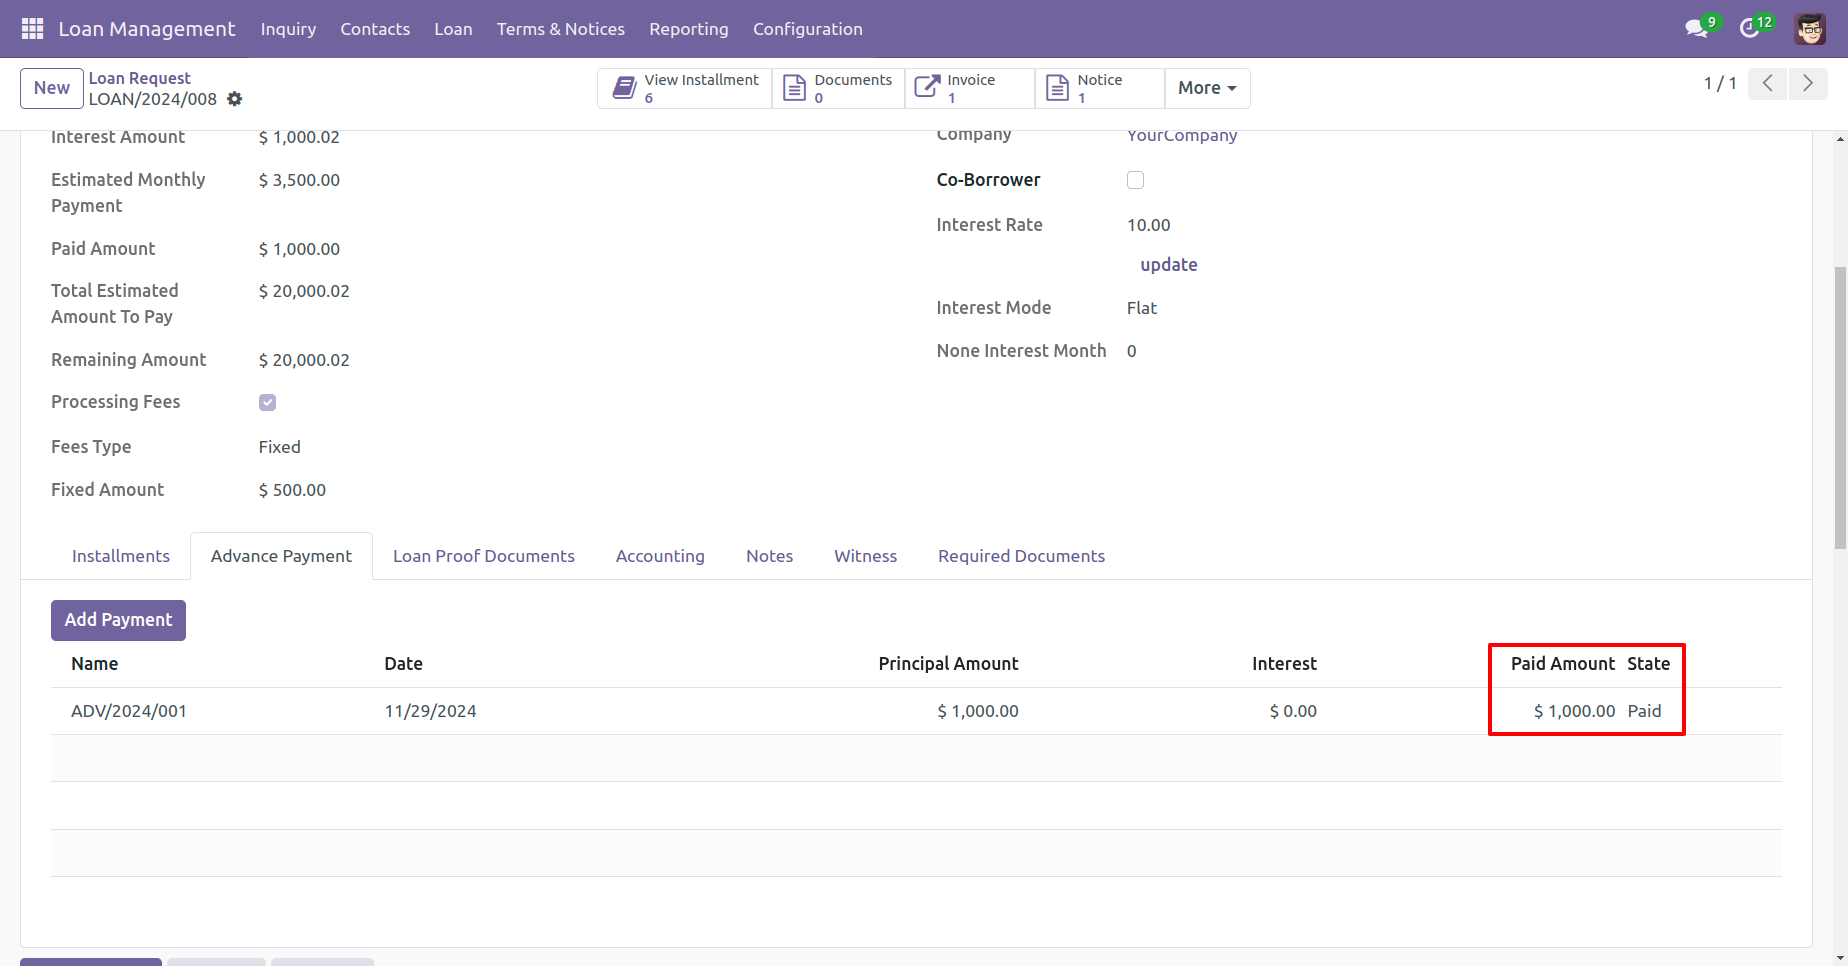 Loan Management Inquiry Contacts Loan Terms & Notices Reporting Configuration 9 12
New Loan Request LOAN/2024/008
View Installment 6
Documents 0
Invoice 1
Notice 1
More
1 / 1
Interest Amount $ 1,000.02
Estimated Monthly Payment $ 3,500.00
Paid Amount $ 1,000.00
Total Estimated Amount To Pay $ 20,000.02
Remaining Amount $ 20,000.02
Processing Fees
Fees Type Fixed
Fixed Amount $ 500.00
Company YourCompany
Co-Borrower
Interest Rate 10.00
update
Interest Mode Flat
None Interest Month 0
Installments Advance Payment Loan Proof Documents Accounting Notes Witness Required Documents
Add Payment
Name Date Principal Amount Interest Paid Amount State
ADV/2024/001 11/29/2024 $ 1,000.00 $ 0.00 $ 1,000.00 Paid